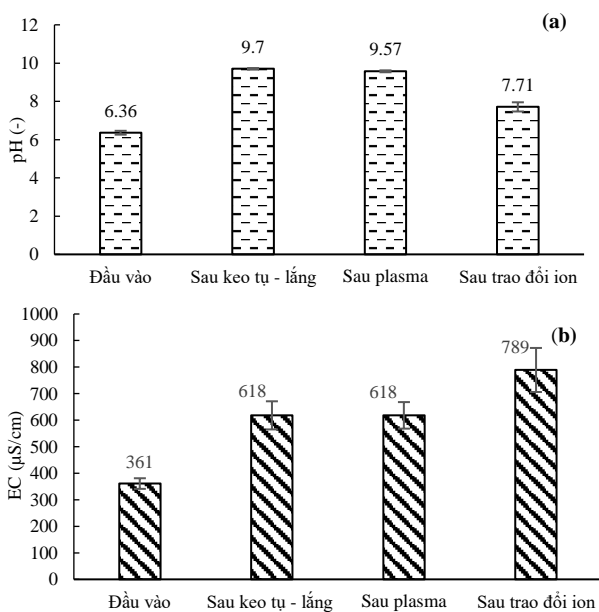 (a)
12
10
8
6
4
2
0
pH (-)
6.36
9.7
9.57
7.71
Đầu vào
Sau keo tụ - lắng
Sau plasma
Sau trao đổi ion
(b)
1000
900
800
700
600
500
400
300
200
100
0
EC (µS/cm)
361
618
618
789
Đầu vào
Sau keo tụ - lắng
Sau plasma
Sau trao đổi ion